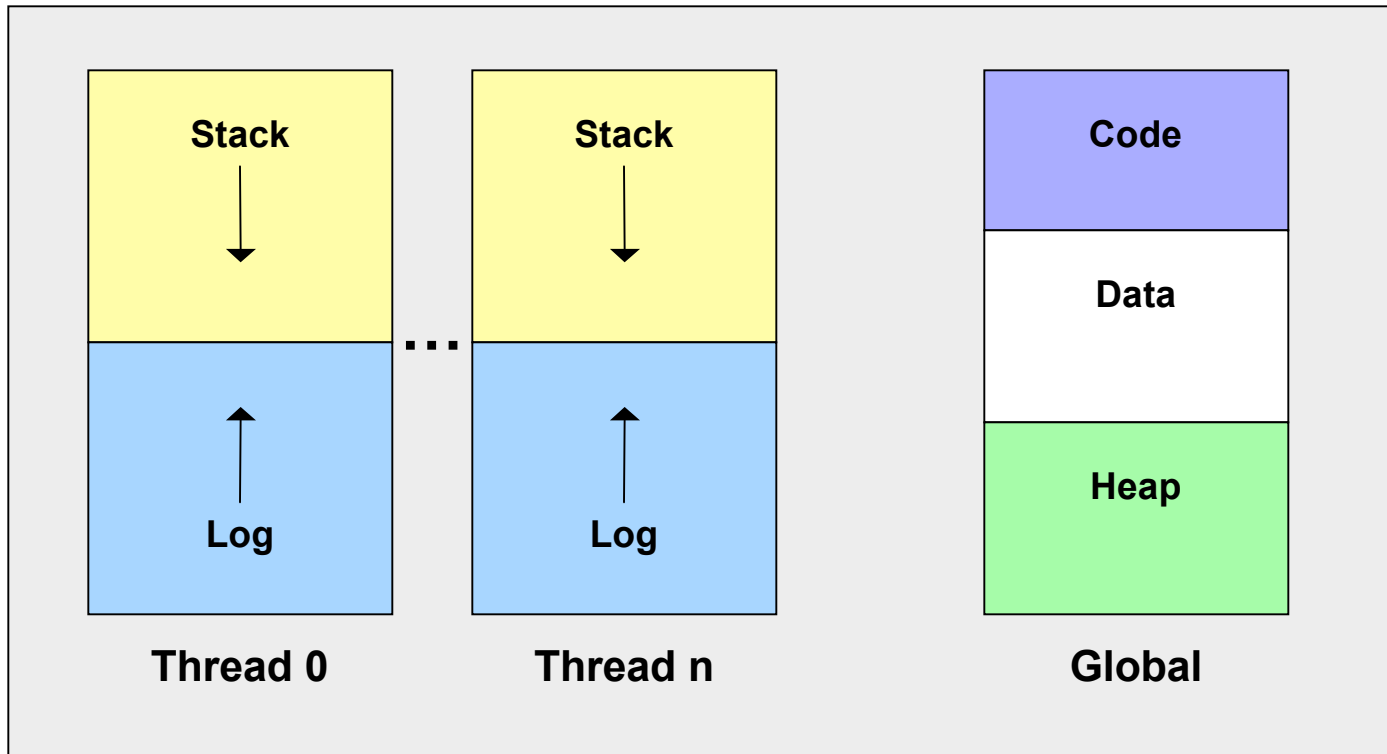 Stack
Log
Thread 0
...
Stack
Log
Thread n
Code
Data
Heap
Global